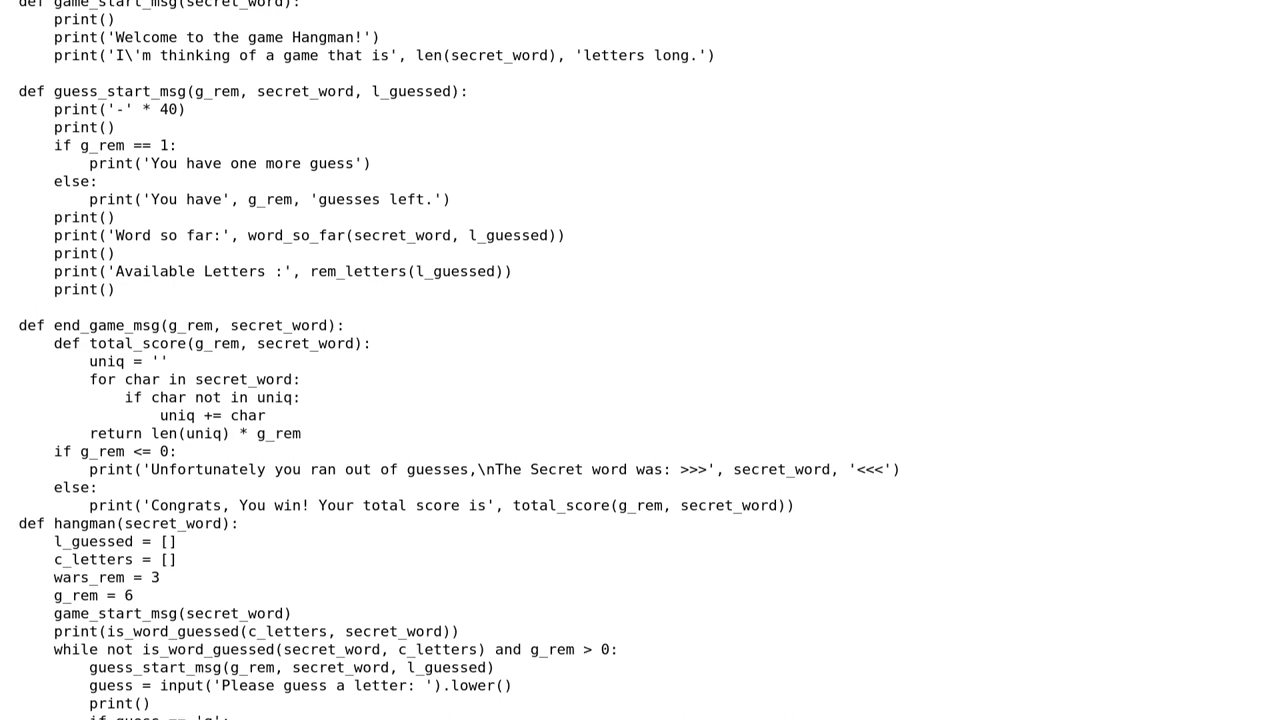 def game_start_msg(secret_word):
    print()
    print('Welcome to the game Hangman!')
    print('I\'m thinking of a game that is', len(secret_word), 'letters long.')

def guess_start_msg(g_rem, secret_word, l_guessed):
    print('-' * 40)
    print()
    if g_rem == 1:
        print('You have one more guess')
    else:
        print('You have', g_rem, 'guesses left.')
    print()
    print('Word so far:', word_so_far(secret_word, l_guessed))
    print()
    print('Available Letters :', rem_letters(l_guessed))
    print()

def end_game_msg(g_rem, secret_word):
    def total_score(g_rem, secret_word):
        uniq = ''
        for char in secret_word:
            if char not in uniq:
                uniq += char
        return len(uniq) * g_rem
    if g_rem <= 0:
        print('Unfortunately you ran out of guesses,\nThe Secret word was: >>>', secret_word, '<<<')
    else:
        print('Congrats, You win! Your total score is', total_score(g_rem, secret_word))
def hangman(secret_word):
    l_guessed = []
    c_letters = []
    wars_rem = 3
    g_rem = 6
    game_start_msg(secret_word)
    print(is_word_guessed(c_letters, secret_word))
    while not is_word_guessed(secret_word, c_letters) and g_rem > 0:
        guess_start_msg(g_rem, secret_word, l_guessed)
        guess = input('Please guess a letter: ').lower()
        print()